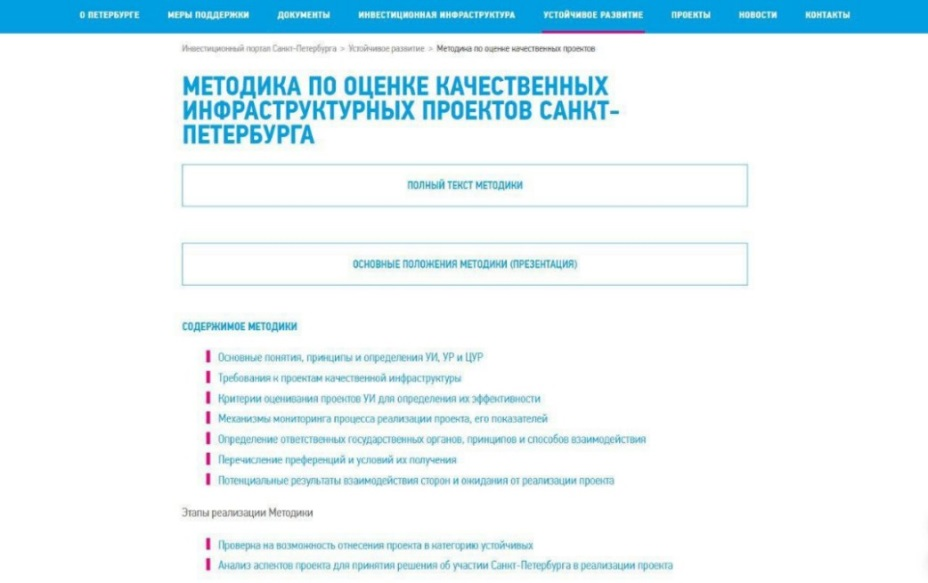 О ПЕТЕРБУРГЕ МЕРЫ ПОДДЕРЖКИ ДОКУМЕНТЫ ИНВЕСТИЦИОННАЯ ИНФРАСТРУКТУРА УСТОЙЧИВОЕ РАЗВИТИЕ ПРОЕКТЫ НОВОСТИ КОНТАКТЫ
Инвестиционный портал Санкт-Петербурга > Устойчивое развитие > Методика по оценке качественных проектов
МЕТОДИКА ПО ОЦЕНКЕ КАЧЕСТВЕННЫХ
ИНФРАСТРУКТУРНЫХ ПРОЕКТОВ САНКТ-
ПЕТЕРБУРГА
ПОЛНЫЙ ТЕКСТ МЕТОДИКИ
ОСНОВНЫЕ ПОЛОЖЕНИЯ МЕТОДИКИ (ПРЕЗЕНТАЦИЯ)
СОДЕРЖИМОЕ МЕТОДИКИ
Основные понятия, принципы и определения УИ, УР и ЦУР
Требования к проектам качественной инфраструктуры
Критерии оценивания проектов УИ для определения их эффективности
Механизмы мониторинга процесса реализации проекта, его показателей
Определение ответственных государственных органов, принципов и способов взаимодействия
Перечисление преференций и условий их получения
Потенциальные результаты взаимодействия сторон и ожидания от реализации проекта
Этапы реализации Методики
Проверка на возможность отнесения проекта в категорию устойчивых
Анализ аспектов проекта для принятия решения об участии Санкт-Петербурга в реализации проекта